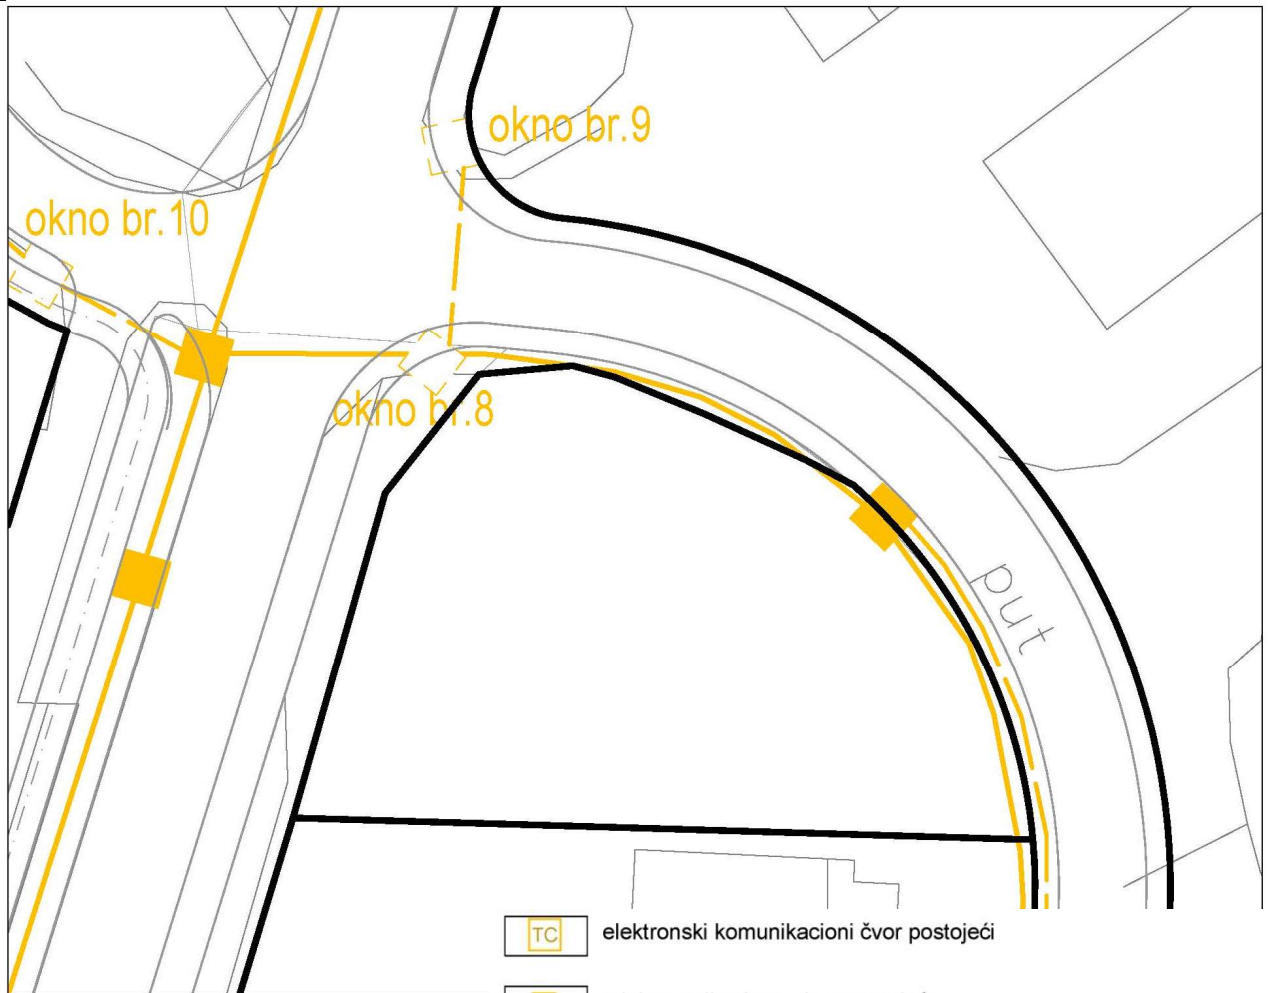 okno br.9
okno br.10
okno br.8
put
TC elektronski komunikacioni čvor postojeći